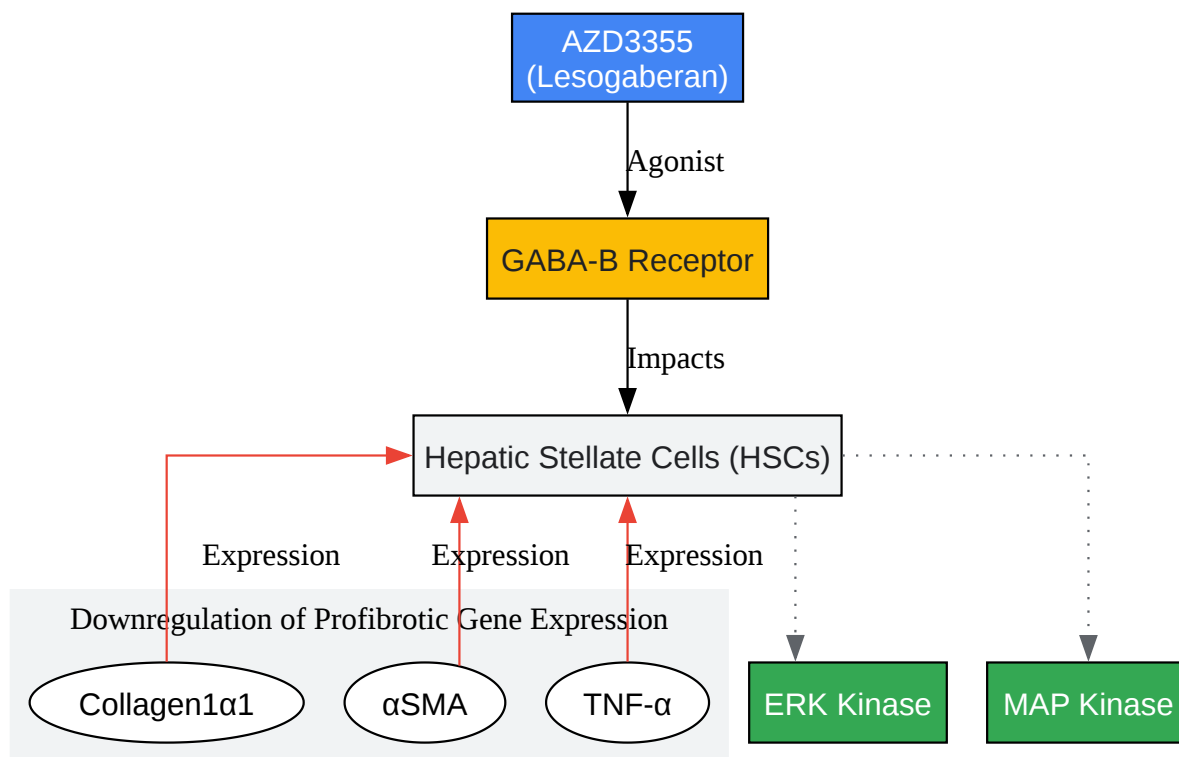 AZD3355
(Lesogaberan)
Agonist
GABA-B Receptor
Impacts
Hepatic Stellate Cells (HSCs)
Expression
Expression
Expression
Downregulation of Profibrotic Gene Expression
Collagen1α1
αSMA
TNF-α
ERK Kinase
MAP Kinase